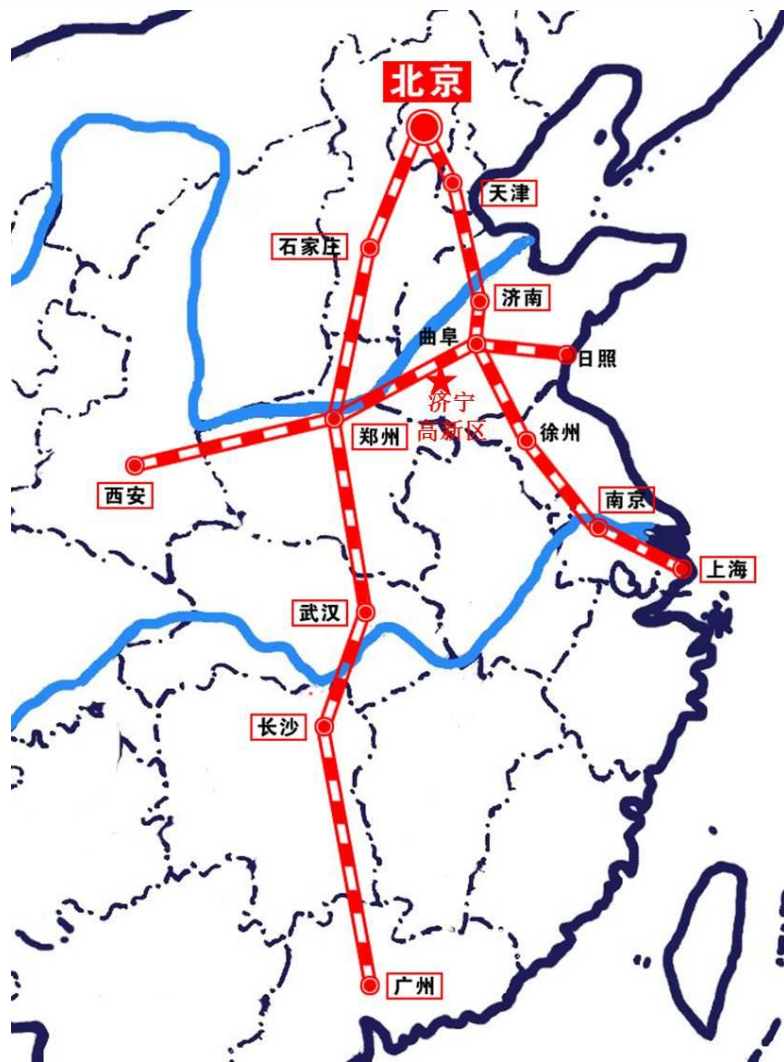 北京
天津
石家庄
济南
曲阜
日照
济宁
高新区
郑州
徐州
西安
南京
上海
武汉
长沙
广州